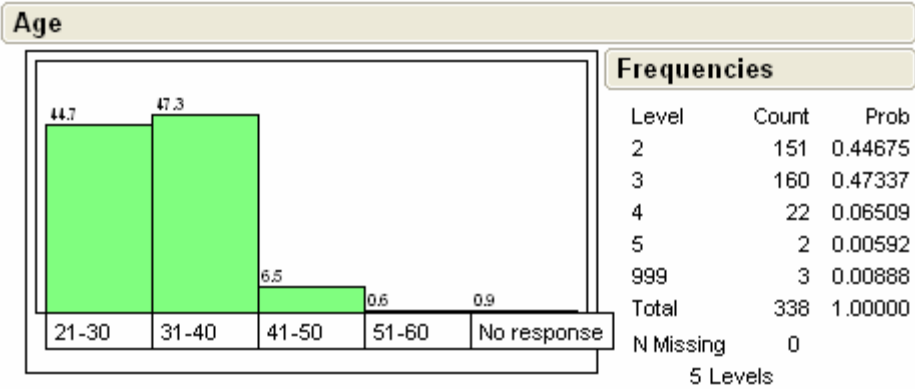 Age
44.7
47.3
6.5
0.6
0.9
21-30 31-40 41-50 51-60 No response
Frequencies
Level Count Prob
2 151 0.44675
3 160 0.47337
4 22 0.06509
5 2 0.00592
999 3 0.00888
Total 338 1.00000
N Missing 0
5 Levels